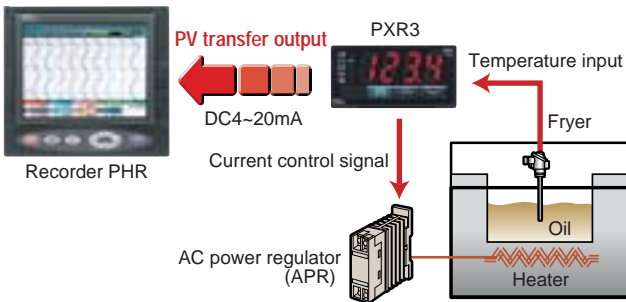 PV transfer output
PXR3
1234
Temperature input
DC4~20mA
Fryer
Recorder PHR
Current control signal
Oil
AC power regulator
(APR)
Heater